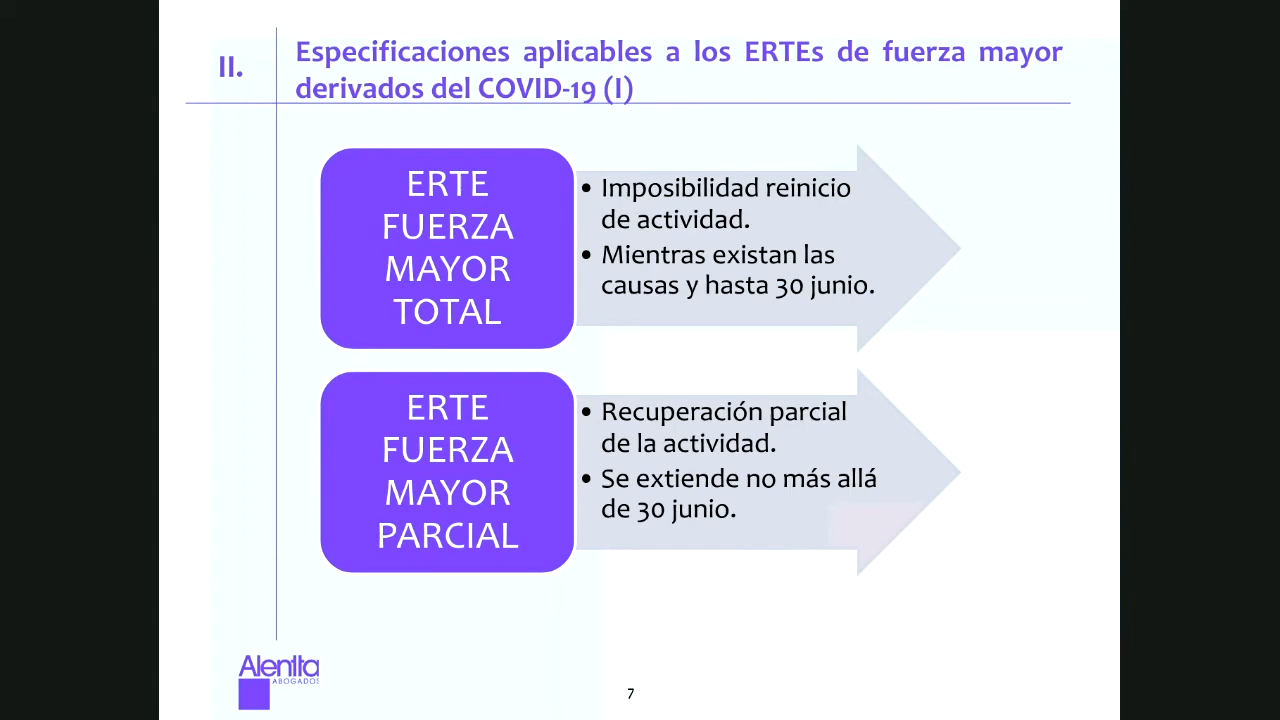 II.
Especificaciones aplicables a los ERTEs de fuerza mayor
derivados del COVID-19 (I)
ERTE
FUERZA
MAYOR
TOTAL
• Imposibilidad reinicio
de actividad.
• Mientras existan las
causas y hasta 30 junio.
ERTE
FUERZA
MAYOR
PARCIAL
• Recuperación parcial
de la actividad.
• Se extiende no más allá
de 30 junio.
ABOGADOS
7